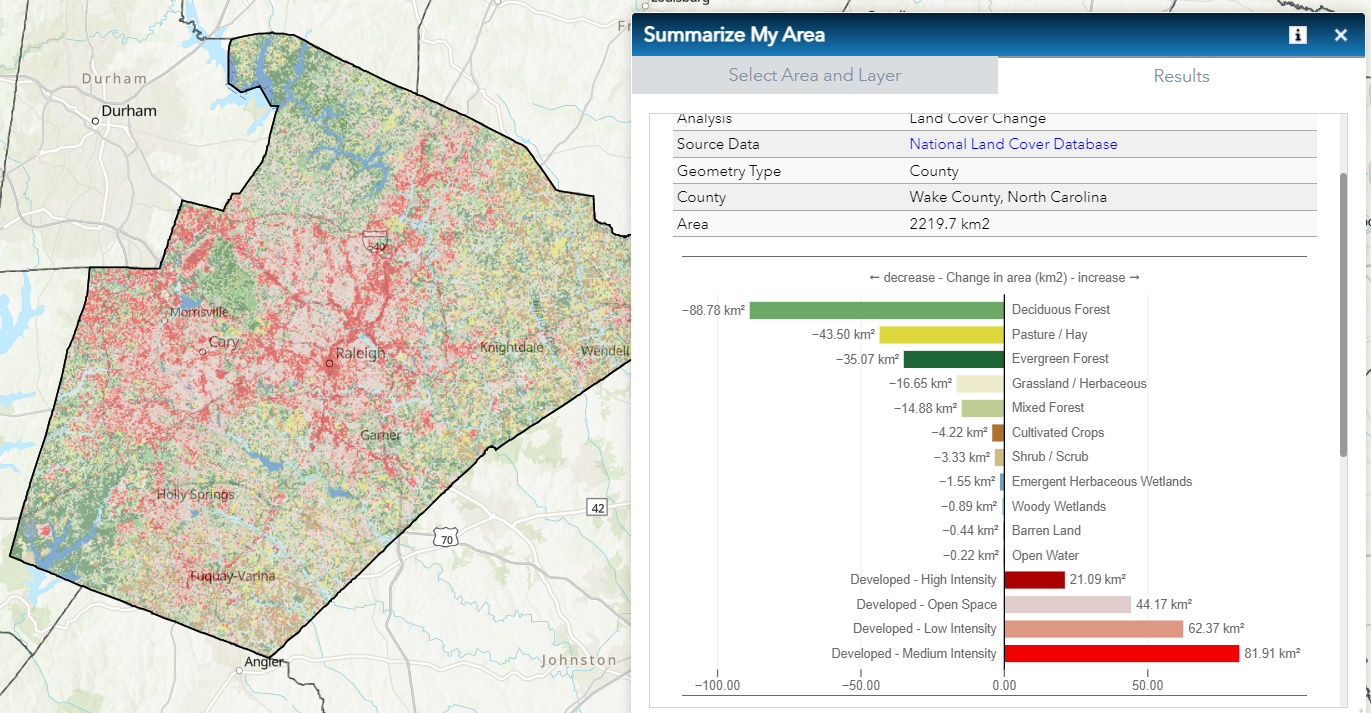 Louisburg
Durham
Durham
540
Morrisville
Cary
Raleigh
Knightdale
Wendell
Garner
Holly Springs
42
70
Fuquay-Varina
Angier
Johnston
Summarize My Area
i ×
Select Area and Layer
Results
Analysis Land Cover Change
Source Data National Land Cover Database
Geometry Type County
County Wake County, North Carolina
Area 2219.7 km2
← decrease - Change in area (km2) - increase →
−88.78 km² Deciduous Forest
−43.50 km² Pasture / Hay
−35.07 km² Evergreen Forest
−16.65 km² Grassland / Herbaceous
−14.88 km² Mixed Forest
−4.22 km² Cultivated Crops
−3.33 km² Shrub / Scrub
−1.55 km² Emergent Herbaceous Wetlands
−0.89 km² Woody Wetlands
−0.44 km² Barren Land
−0.22 km² Open Water
Developed - High Intensity 21.09 km²
Developed - Open Space 44.17 km²
Developed - Low Intensity 62.37 km²
Developed - Medium Intensity 81.91 km²
−100.00 −50.00 0.00 50.00